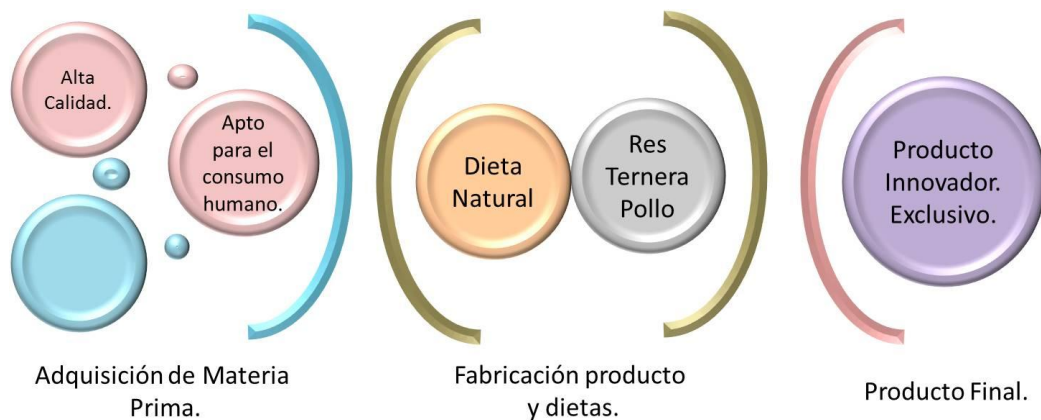 Alta
Calidad.
Apto
para el
consumo
humano.
Adquisición de Materia
Prima.
Dieta
Natural
Res
Ternera
Pollo
Fabricación producto
y dietas.
Producto
Innovador.
Exclusivo.
Producto Final.